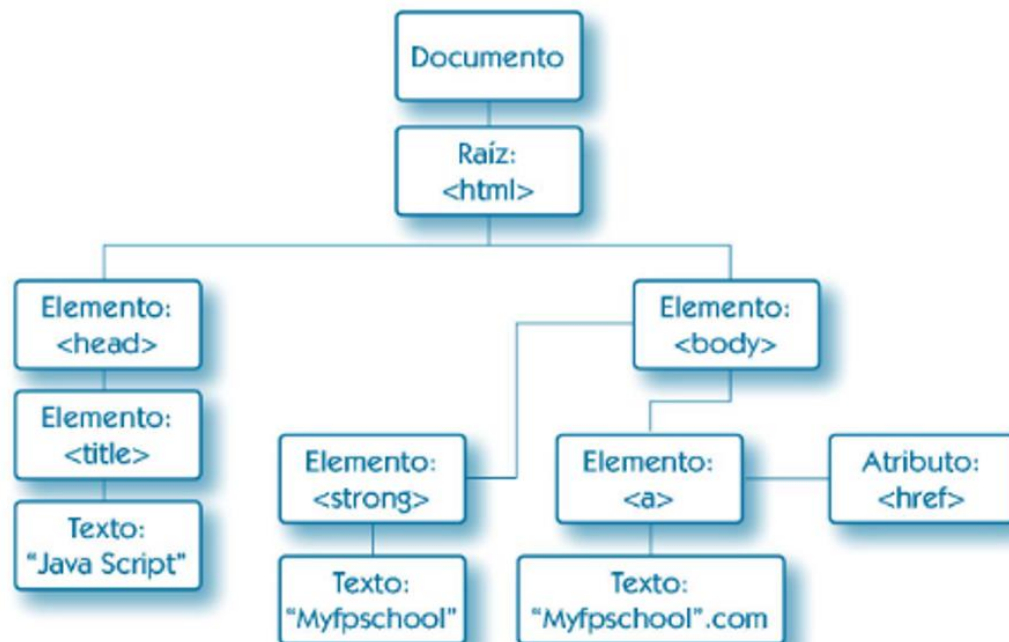 Documento
Raíz:
<html>
Elemento:
<head>
Elemento:
<body>
Elemento:
<title>
Elemento:
<strong>
Elemento:
<a>
Atributo:
<href>
Texto:
“Java Script”
Texto:
“Myfpschool”
Texto:
“Myfpschool”.com